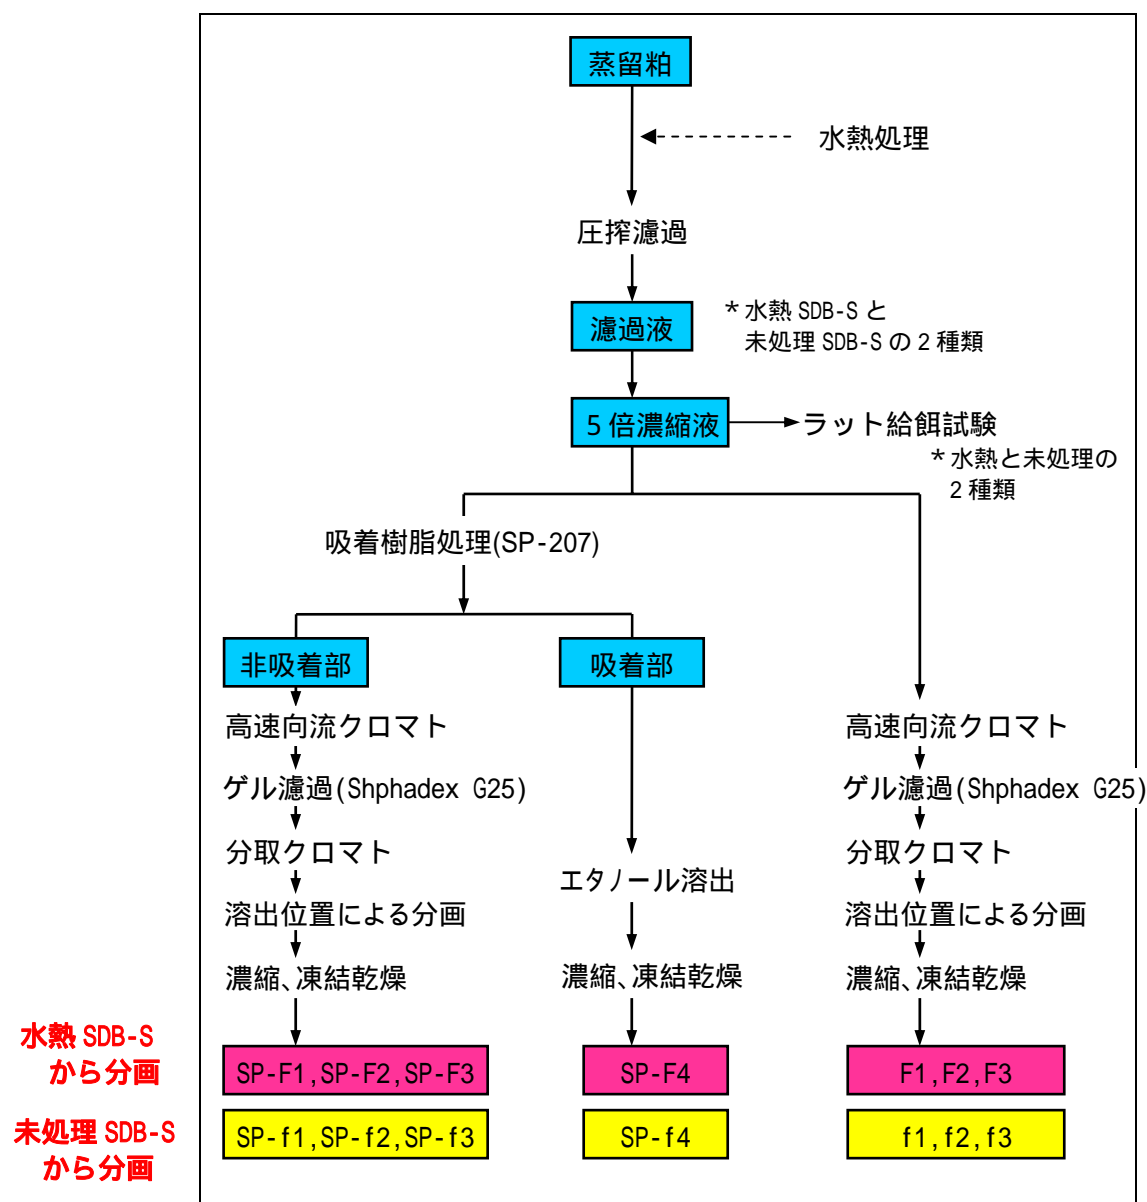 蒸留粕
水熱処理
圧搾濾過
濾過液
＊水熱 SDB-S と
未処理 SDB-S の 2 種類
5 倍濃縮液
ラット給餌試験
＊水熱と未処理の
2 種類
吸着樹脂処理(SP-207)
非吸着部
吸着部
高速向流クロマト
ゲル濾過(Shphadex G25)
分取クロマト
溶出位置による分画
濃縮、凍結乾燥
エタノール溶出
濃縮、凍結乾燥
高速向流クロマト
ゲル濾過(Shphadex G25)
分取クロマト
溶出位置による分画
濃縮、凍結乾燥
水熱 SDB-S
から分画
SP-F1,SP-F2,SP-F3
SP-F4
F1,F2,F3
未処理 SDB-S
から分画
SP-f1,SP-f2,SP-f3
SP-f4
f1,f2,f3